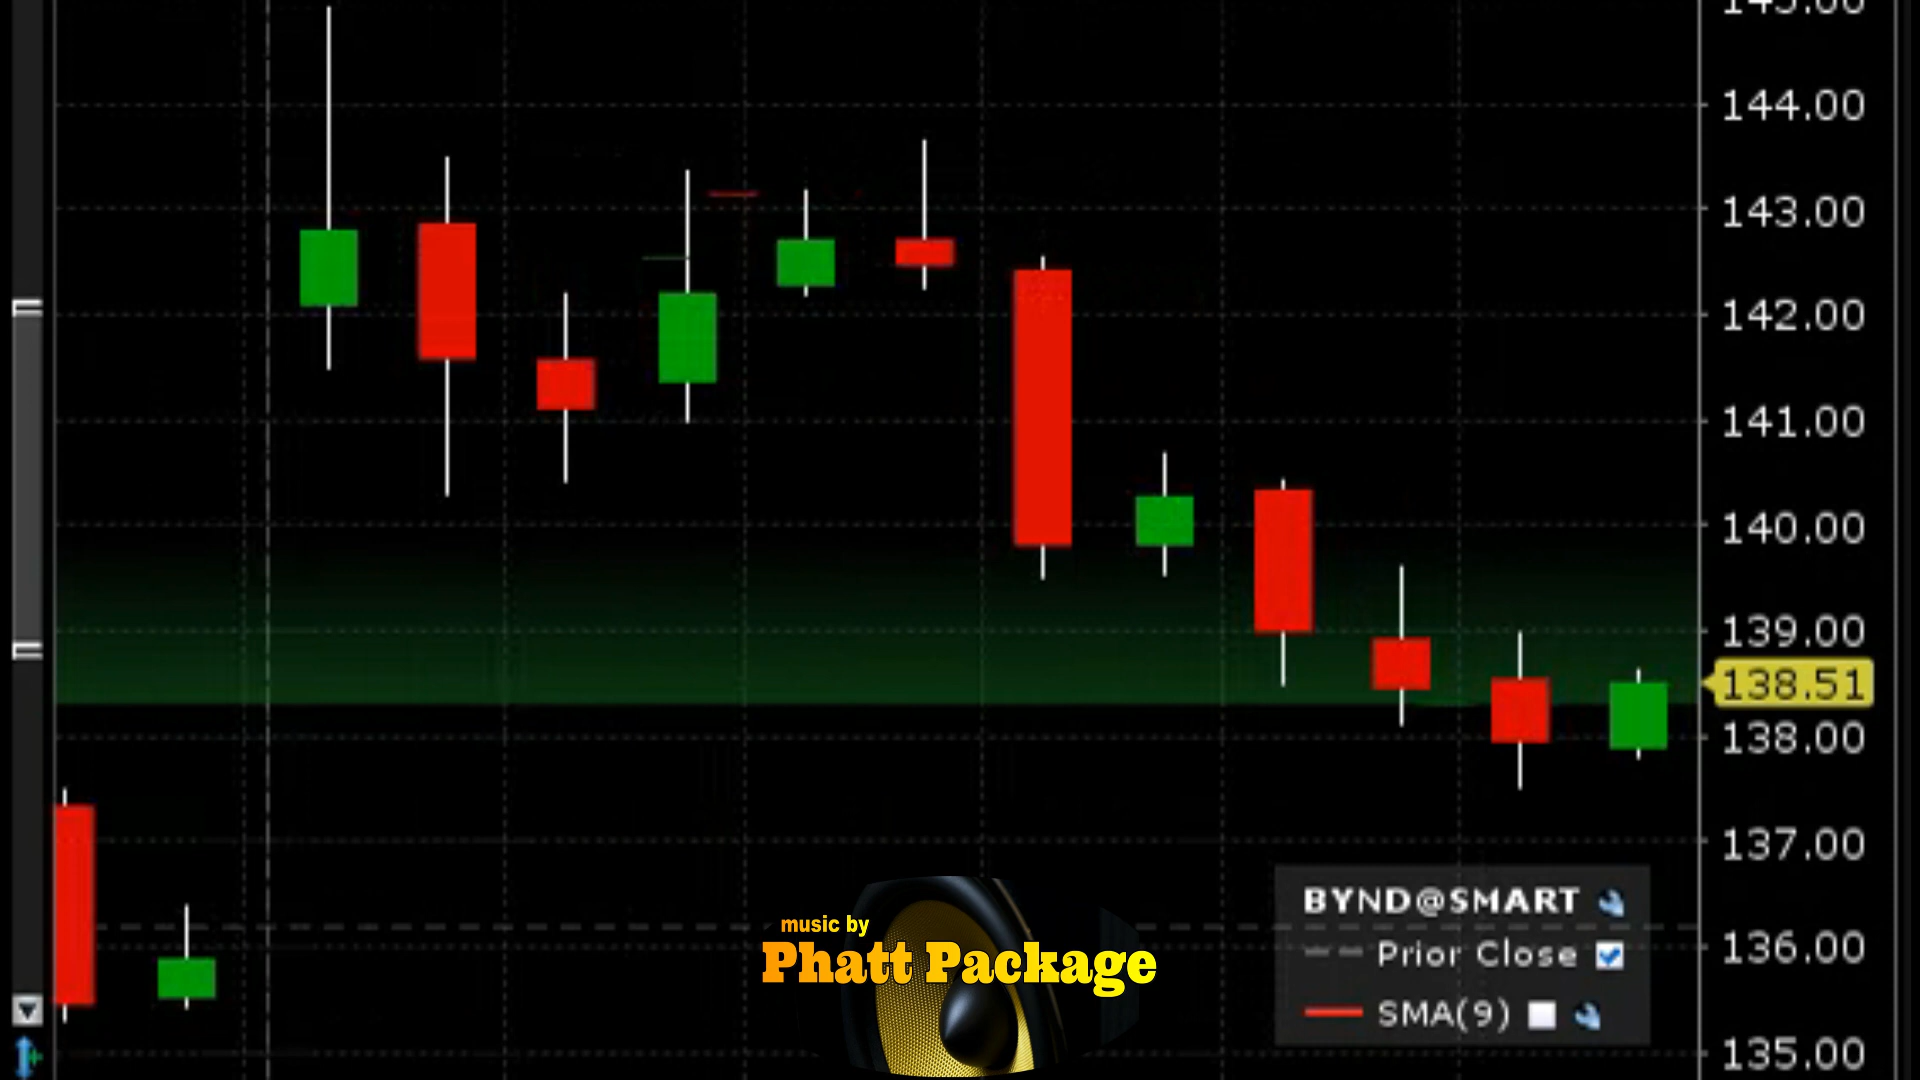 144.00
143.00
142.00
141.00
140.00
139.00
138.51
138.00
137.00
136.00
135.00
BYND@SMART
Prior Close
SMA(9)
music by
Phatt Package